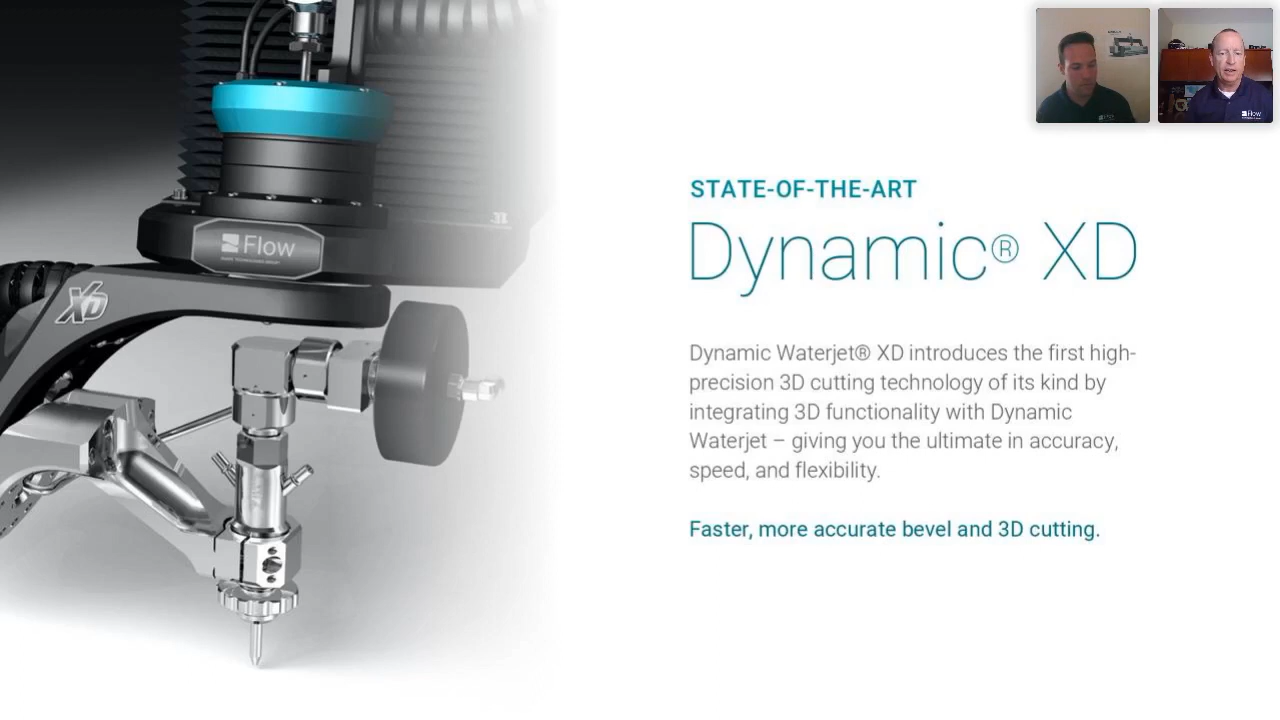 STATE-OF-THE-ART
Dynamic® XD
Dynamic Waterjet® XD introduces the first high-
precision 3D cutting technology of its kind by
integrating 3D functionality with Dynamic
Waterjet – giving you the ultimate in accuracy,
speed, and flexibility.
Faster, more accurate bevel and 3D cutting.
Flow
XD
Flow